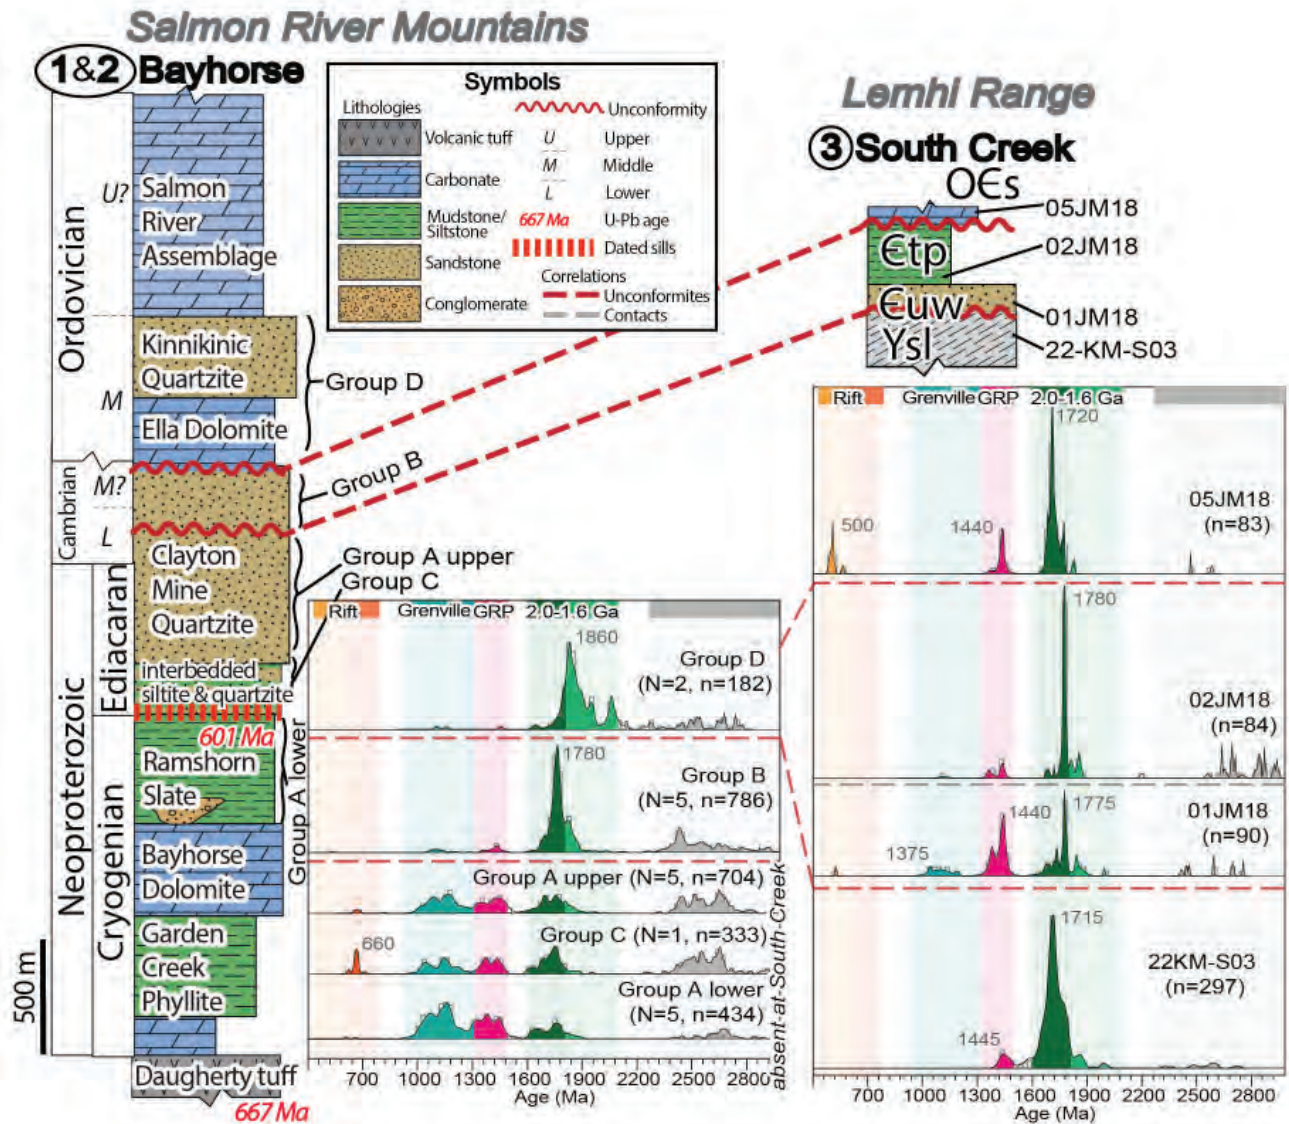 Salmon River Mountains
1&2 Bayhorse
Symbols
Lithologies
Volcanic tuff
Carbonate
Mudstone/
Siltstone
Sandstone
Conglomerate
Unconformity
U Upper
M Middle
L Lower
667 Ma U-Pb age
Dated sills
Correlations
Unconformites
Contacts
Lemhi Range
3 South Creek
OЄs
05JM18
Єtp
02JM18
Єuw
01JM18
Ysl
22-KM-S03
Ordovician
U?
M
Cambrian
M?
L
Neoproterozoic
Ediacaran
Cryogenian
500 m
Salmon
River
Assemblage
Kinnikinic
Quartzite
Ella Dolomite
Clayton
Mine
Quartzite
interbedded
siltite & quartzite
601 Ma
Ramshorn
Slate
Bayhorse
Dolomite
Garden
Creek
Phyllite
Daugherty tuff
667 Ma
Group D
Group B
Group A upper
Group C
Group A lower
Rift Grenville GRP 2.0-1.6 Ga
1860
Group D
(N=2, n=182)
1780
Group B
(N=5, n=786)
Group A upper (N=5, n=704)
660
Group C (N=1, n=333)
Group A lower
(N=5, n=434)
absent-at-South-Creek
700 1000 1300 1600 1900 2200 2500 2800
Age (Ma)
Rift Grenville GRP 2.0-1.6 Ga
1720
500
1440
05JM18
(n=83)
1780
02JM18
(n=84)
1375
1440
1775
01JM18
(n=90)
1715
1445
22KM-S03
(n=297)
700 1000 1300 1600 1900 2200 2500 2800
Age (Ma)